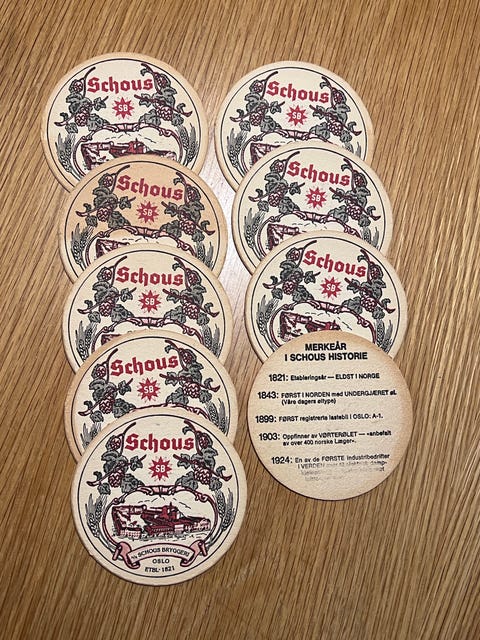 Schous
SB
Schous
SB
Schous
SB
Schous
SB
Schous
SB
Schous
SB
Schous
SB
Schous
SB
A/S SCHOUS BRYGGERI
OSLO
ETBL. 1821
MERKEÅR
I SCHOUS HISTORIE
1821: Etableringsår — ELDST I NORGE
1843: FØRST I NORDEN med UNDERGJÆRET øl.
(Våre dagers øltype)
1899: FØRST registrerte lastebil i OSLO: A-1.
1903: Oppfinner av VØRTERØLET — «anbefalt
av over 400 norske Læger».
1924: En av de FØRSTE industribedrifter
I VERDEN med